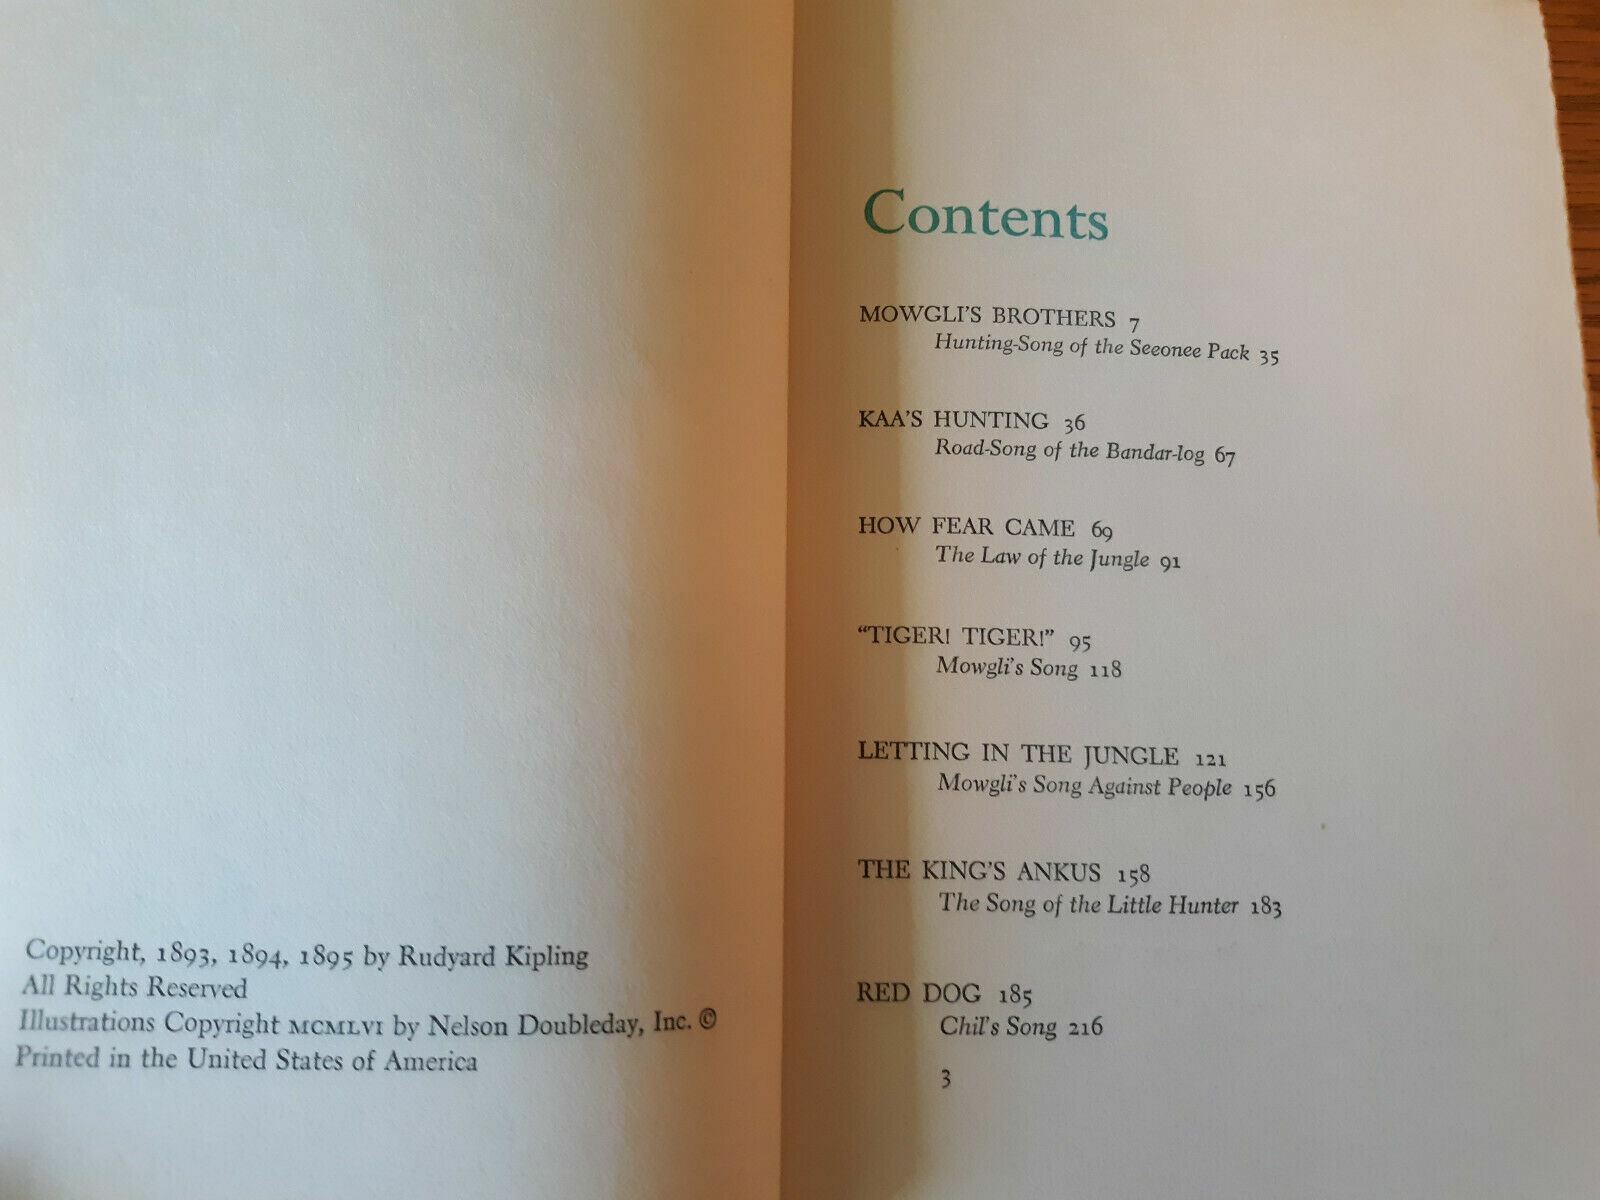 Copyright, 1893, 1894, 1895 by Rudyard Kipling
All Rights Reserved
Illustrations Copyright MCMLVI by Nelson Doubleday, Inc. ©
Printed in the United States of America
Contents
MOWGLI'S BROTHERS 7
Hunting-Song of the Seeonee Pack 35
KAA'S HUNTING 36
Road-Song of the Bandar-log 67
HOW FEAR CAME 69
The Law of the Jungle 91
“TIGER! TIGER!” 95
Mowgli's Song 118
LETTING IN THE JUNGLE 121
Mowgli's Song Against People 156
THE KING'S ANKUS 158
The Song of the Little Hunter 183
RED DOG 185
Chil's Song 216
3